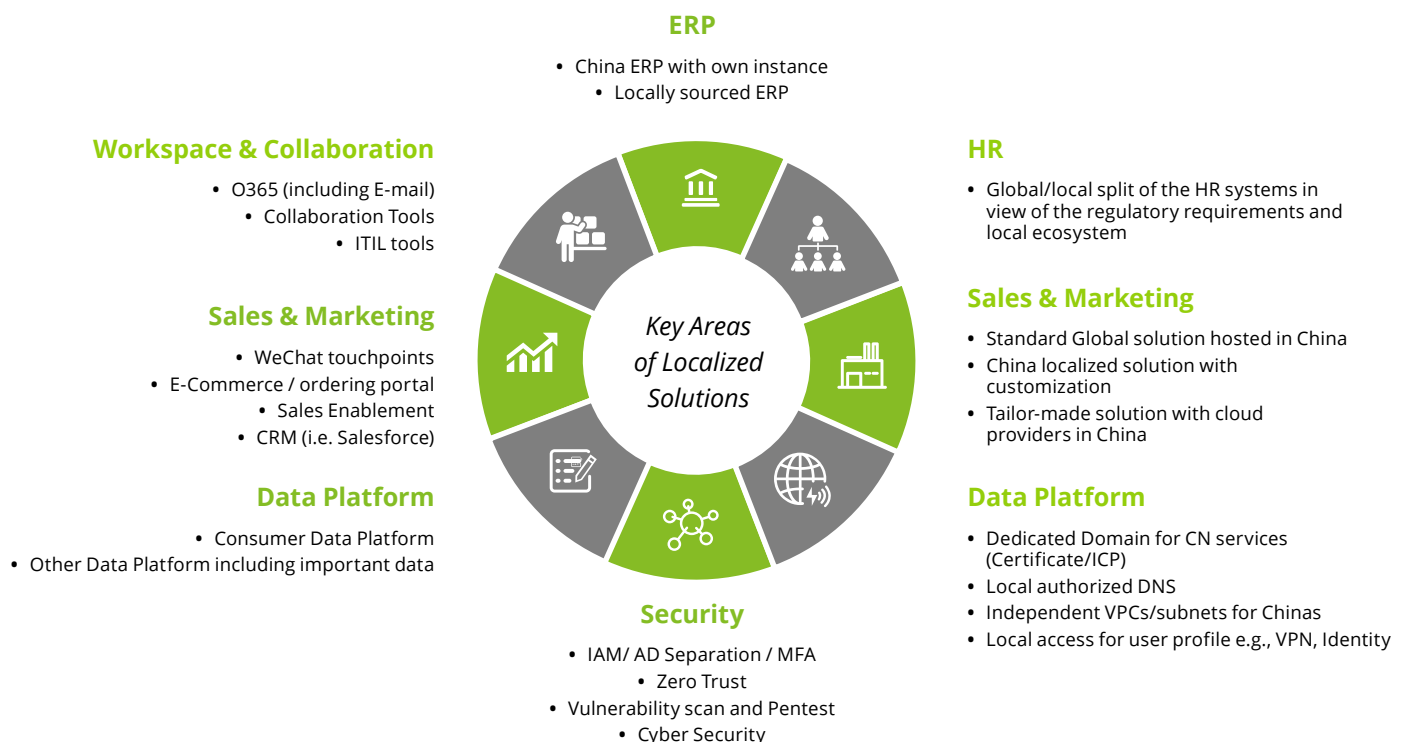 ERP
• China ERP with own instance
• Locally sourced ERP
Workspace & Collaboration
• O365 (including E-mail)
• Collaboration Tools
• ITIL tools
HR
• Global/local split of the HR systems in
view of the regulatory requirements and
local ecosystem
Key Areas
of Localized
Solutions
Sales & Marketing
• WeChat touchpoints
• E-Commerce / ordering portal
• Sales Enablement
• CRM (i.e. Salesforce)
Sales & Marketing
• Standard Global solution hosted in China
• China localized solution with
customization
• Tailor-made solution with cloud
providers in China
Data Platform
• Consumer Data Platform
• Other Data Platform including important data
Data Platform
• Dedicated Domain for CN services
(Certificate/ICP)
• Local authorized DNS
• Independent VPCs/subnets for Chinas
• Local access for user profile e.g., VPN, Identity
Security
• IAM/ AD Separation / MFA
• Zero Trust
• Vulnerability scan and Pentest
• Cyber Security